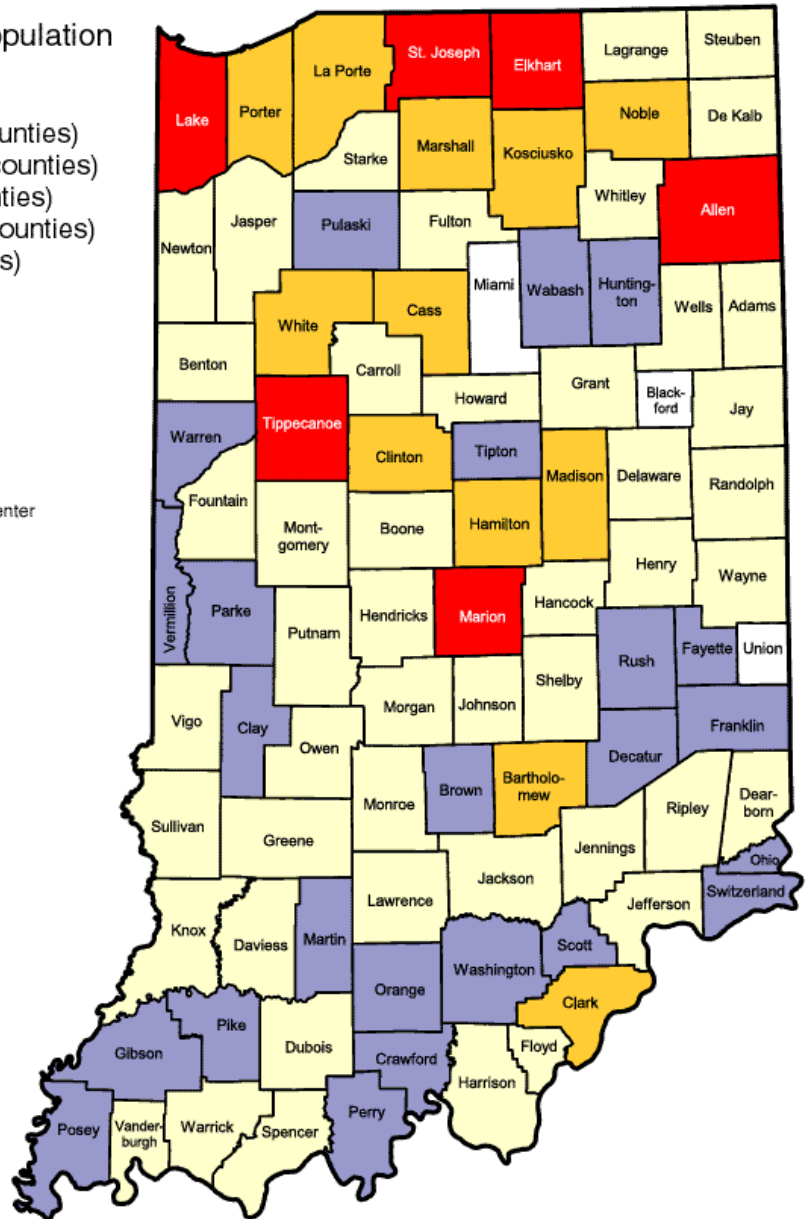 opulation
unties)
counties)
ties)
ounties)
s)
enter
St. Joseph
Elkhart
Lagrange
Steuben
La Porte
Lake
Porter
Noble
De Kalb
Starke
Marshall
Kosciusko
Whitley
Allen
Newton
Jasper
Pulaski
Fulton
Miami
Wabash
Hunting-
ton
Wells
Adams
White
Cass
Benton
Carroll
Howard
Grant
Black-
ford
Jay
Warren
Tippecanoe
Clinton
Tipton
Madison
Delaware
Randolph
Fountain
Mont-
gomery
Boone
Hamilton
Henry
Wayne
Vermillion
Parke
Putnam
Hendricks
Marion
Hancock
Rush
Fayette
Union
Vigo
Clay
Owen
Morgan
Johnson
Shelby
Decatur
Franklin
Sullivan
Greene
Monroe
Brown
Bartholo-
mew
Jennings
Ripley
Dear-
born
Ohio
Switzerland
Knox
Daviess
Martin
Lawrence
Jackson
Jefferson
Scott
Washington
Orange
Clark
Gibson
Pike
Dubois
Crawford
Floyd
Harrison
Posey
Vander-
burgh
Warrick
Spencer
Perry